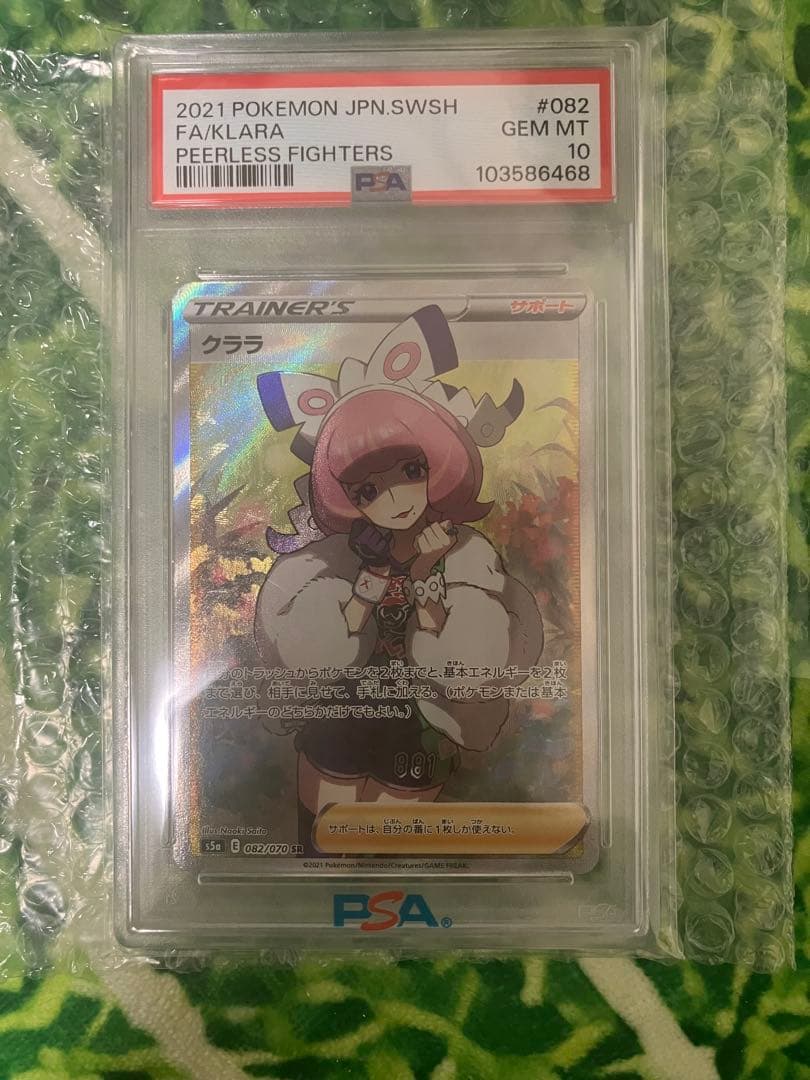 2021 POKEMON JPN.SWSH #082
FA/KLARA GEM MT
PEERLESS FIGHTERS 10
103586468
PSA
TRAINER'S サポート
クララ
のトラッシュからポケモンを2枚までと、基本エネルギーを2枚
まで選び、相手に見せて、手札に加える。(ポケモンまたは基本
エネルギーのどちらかだけでもよい。)
881
サポートは、自分の番に1枚しか使えない。
illus. Naoki Saito
s5a E 082/070 SR
©2021 Pokémon/Nintendo/Creatures/GAME FREAK.
PSA®